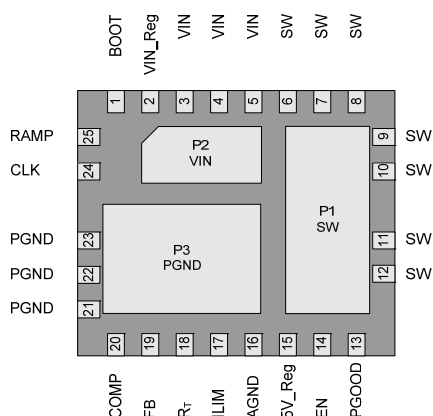 BOOT
VIN_Reg
VIN
VIN
VIN
SW
SW
SW
1
2
3
4
5
6
7
8
RAMP 25
CLK 24
PGND 23
PGND 22
PGND 21
P2
VIN
P1
SW
P3
PGND
9 SW
10 SW
11 SW
12 SW
20
19
18
17
16
15
14
13
COMP
FB
RT
ILIM
AGND
5V_Reg
EN
PGOOD